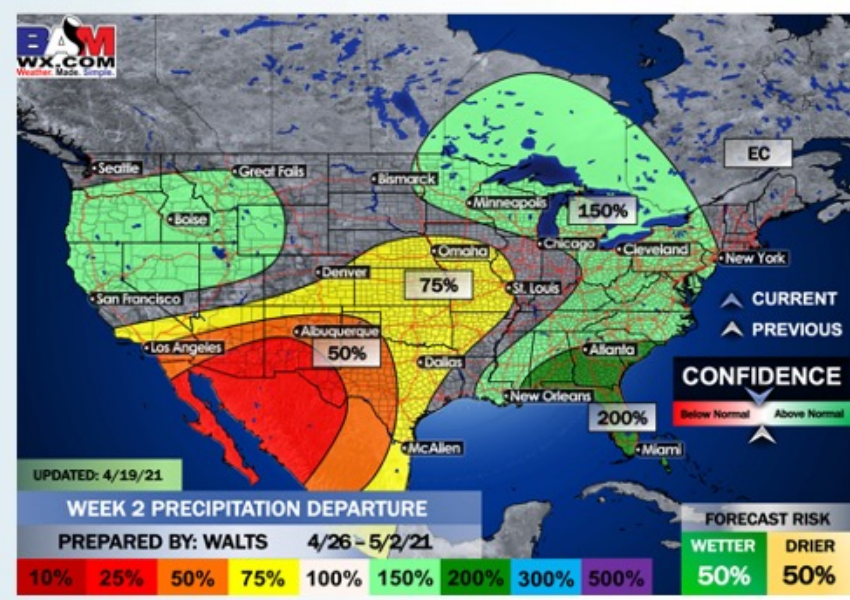 BAM
WX.COM
Weather. Made. Simple.
EC
Seattle
Great Falls
Bismarck
Minneapolis
150%
Boise
Chicago
Cleveland
New York
Omaha
Denver
75%
St. Louis
San Francisco
CURRENT
PREVIOUS
Albuquerque
Los Angeles
50%
Dallas
Atlanta
CONFIDENCE
New Orleans
Below Normal
Above Normal
200%
McAllen
Miami
UPDATED: 4/19/21
WEEK 2 PRECIPITATION DEPARTURE
PREPARED BY: WALTS 4/26 - 5/2/21
FORECAST RISK
WETTER
DRIER
50%
50%
10% 25% 50% 75% 100% 150% 200% 300% 500%